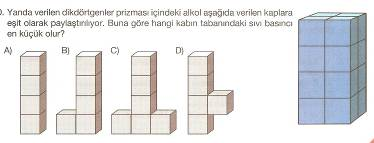 0. Yanda verilen dikdörtgenler prizması içindeki alkol aşağıda verilen kaplara
eşit olarak paylaştırılıyor. Buna göre hangi kabın tabanındaki sıvı basıncı
en küçük olur?
A) B) C) D)